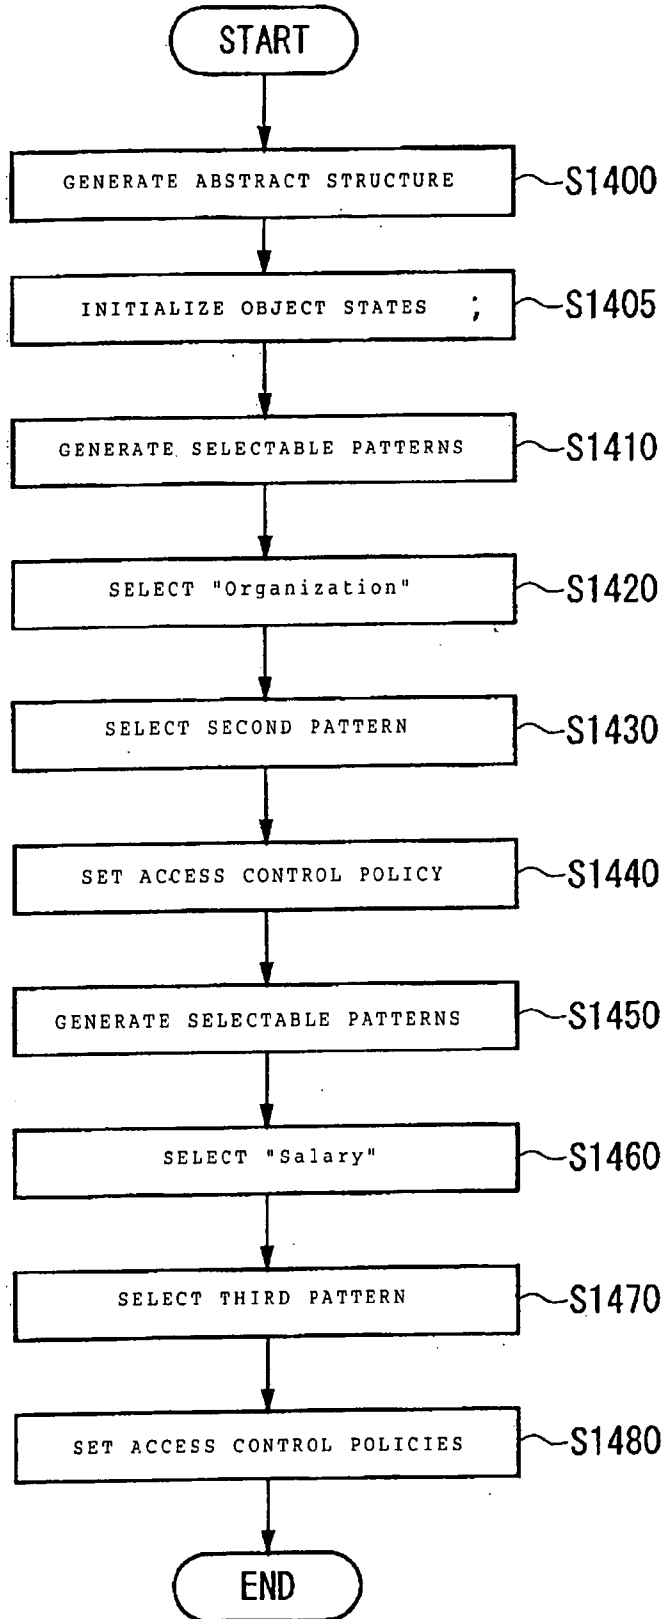 START
GENERATE ABSTRACT STRUCTURE
S1400
INITIALIZE OBJECT STATES ;
S1405
GENERATE SELECTABLE PATTERNS
S1410
SELECT "Organization"
S1420
SELECT SECOND PATTERN
S1430
SET ACCESS CONTROL POLICY
S1440
GENERATE SELECTABLE PATTERNS
S1450
SELECT "Salary"
S1460
SELECT THIRD PATTERN
S1470
SET ACCESS CONTROL POLICIES
S1480
END